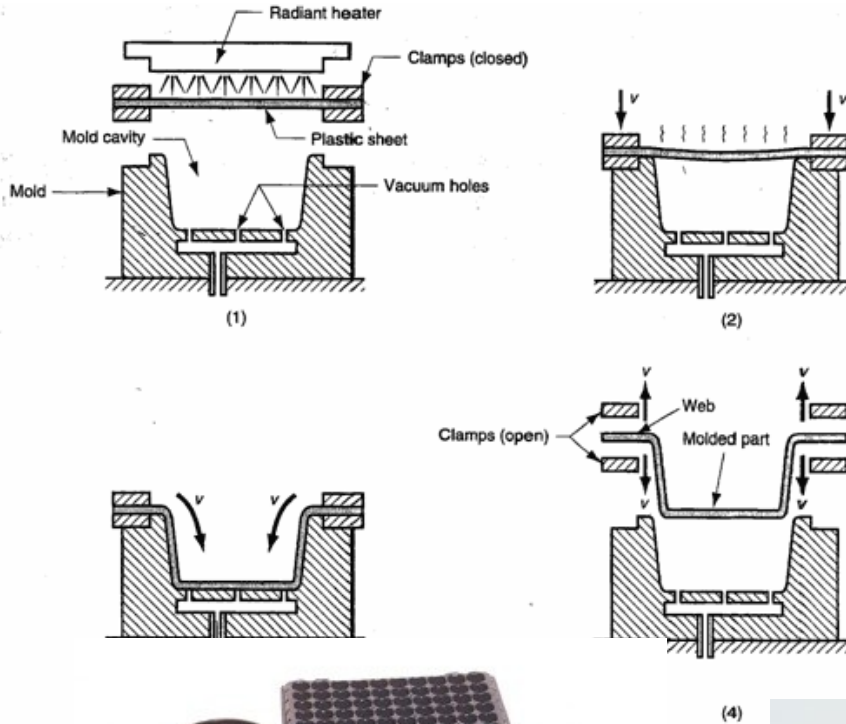 Radiant heater
Clamps (closed)
Plastic sheet
Mold cavity
Mold
Vacuum holes
(1)
v
v
(2)
v
v
v
v
Clamps (open)
Web
Molded part
v
v
(4)